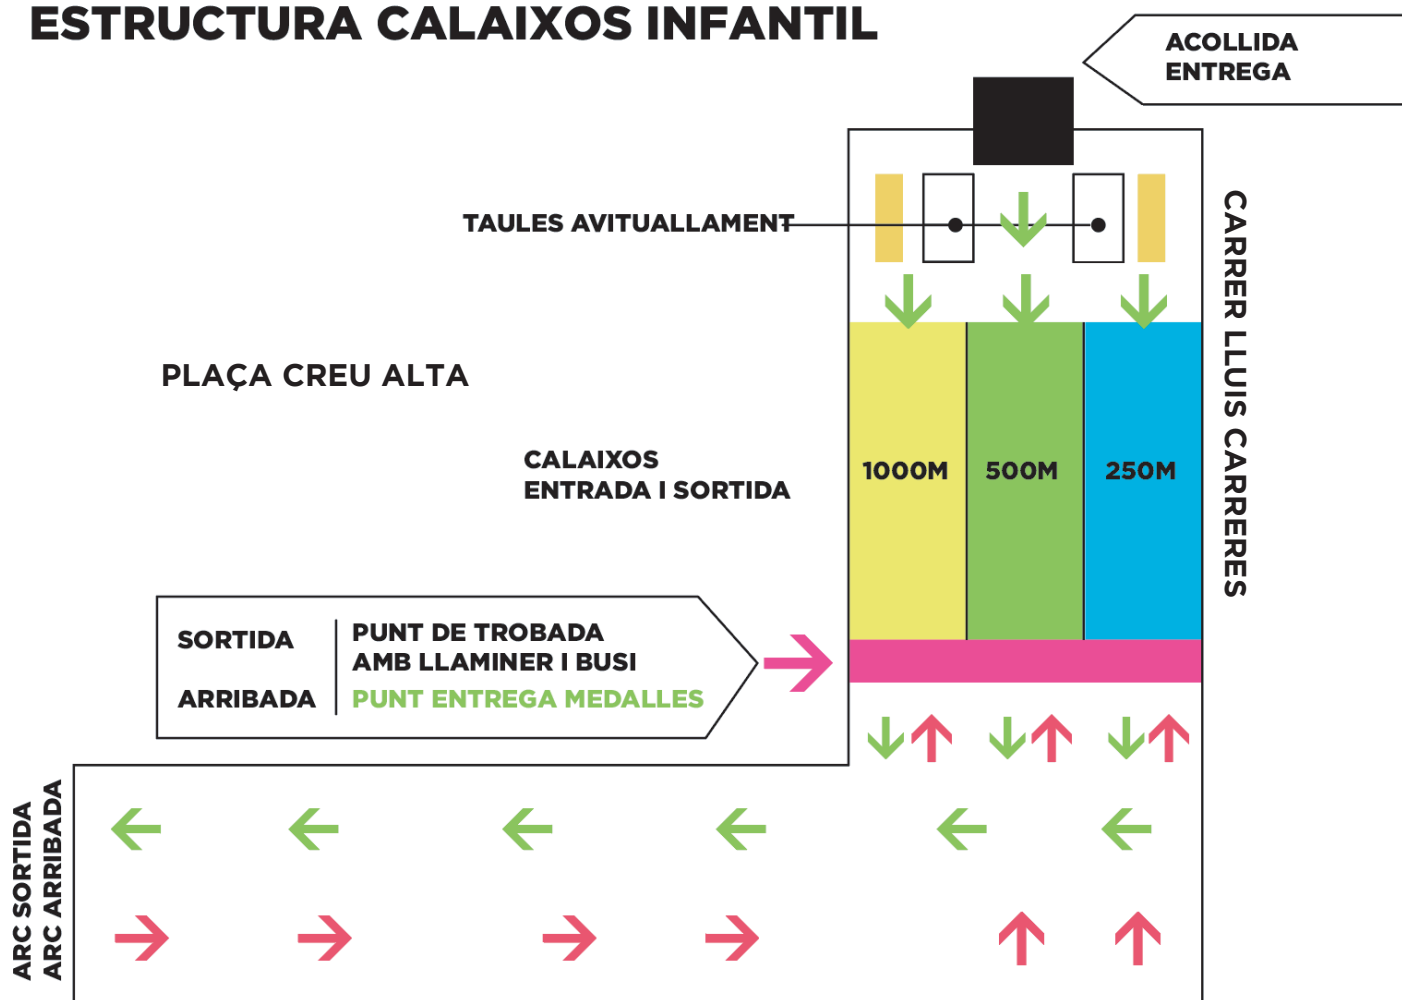 ESTRUCTURA CALAIXOS INFANTIL
ACOLLIDA
ENTREGA
TAULES AVITUALLAMENT
CARRER LLUIS CARRERES
PLAÇA CREU ALTA
CALAIXOS
ENTRADA I SORTIDA
1000M
500M
250M
SORTIDA
PUNT DE TROBADA
AMB LLAMINER I BUSI
ARRIBADA
PUNT ENTREGA MEDALLES
ARC SORTIDA
ARC ARRIBADA